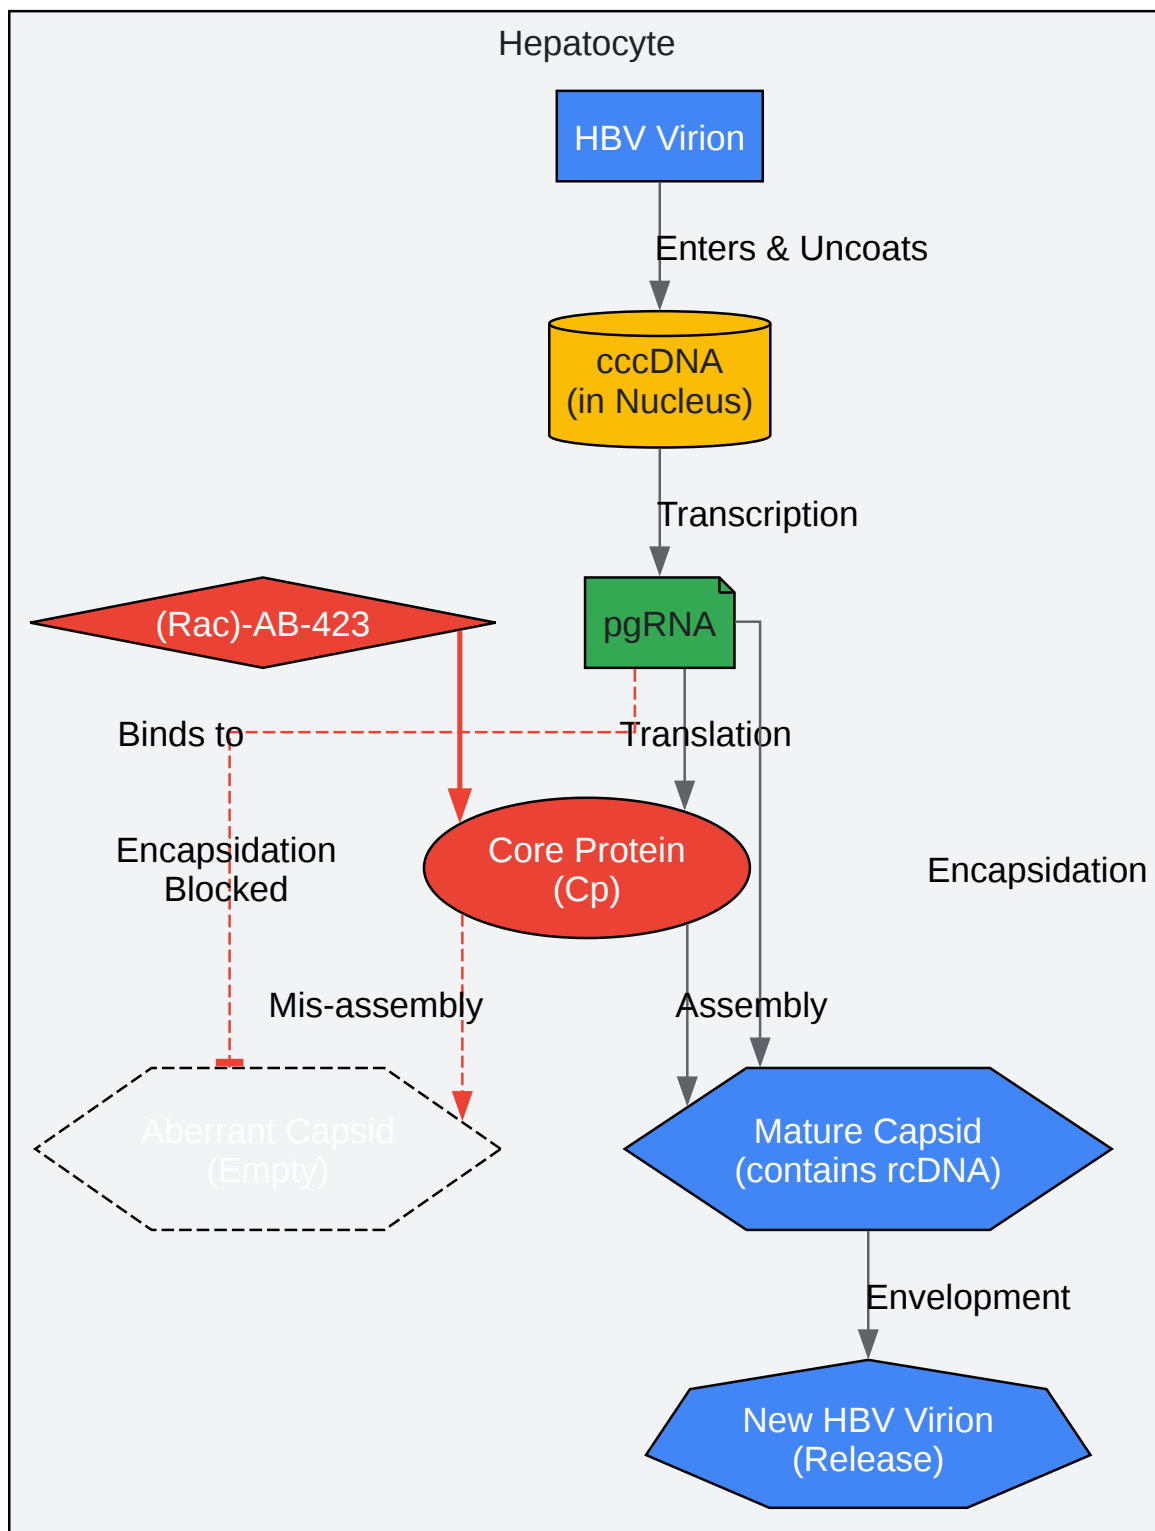 Hepatocyte
HBV Virion
Enters & Uncoats
cccDNA
(in Nucleus)
Transcription
(Rac)-AB-423
pgRNA
Binds to
Translation
Encapsidation
Blocked
Core Protein
(Cp)
Encapsidation
Mis-assembly
Assembly
Aberrant Capsid
(Empty)
Mature Capsid
(contains rcDNA)
Envelopment
New HBV Virion
(Release)